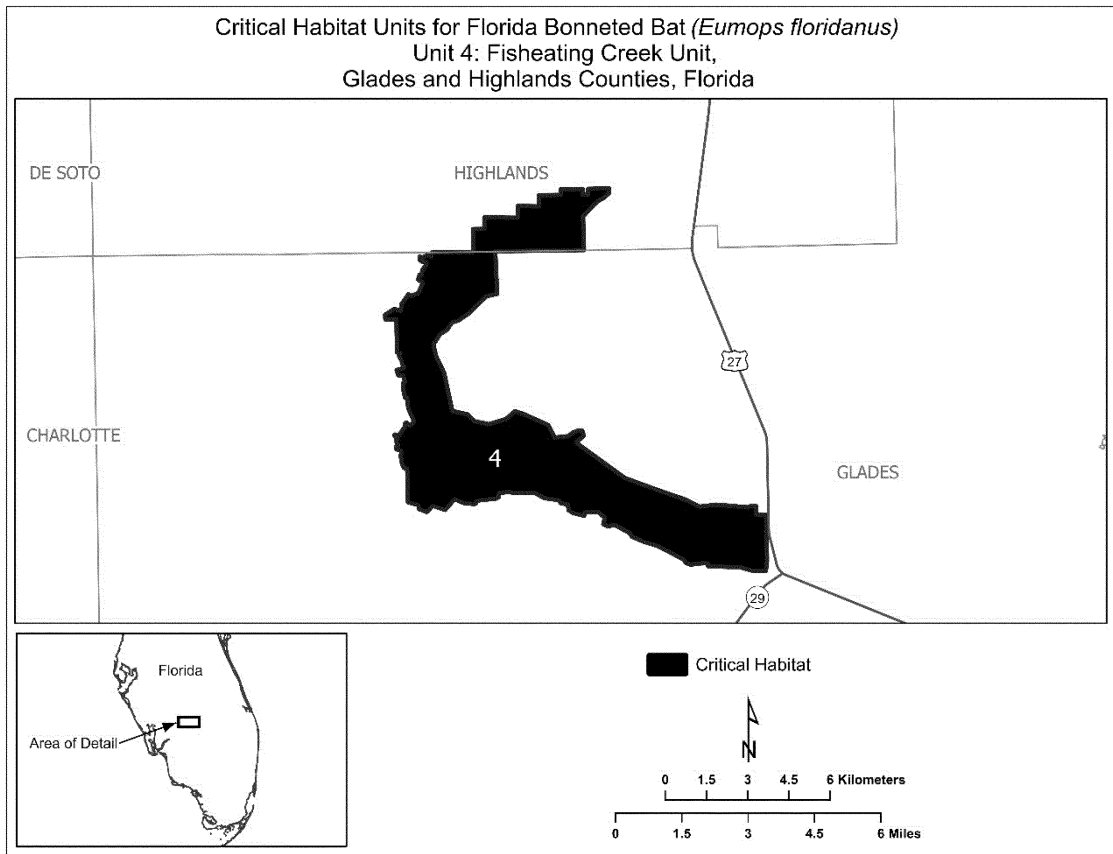 Critical Habitat Units for Florida Bonneted Bat (Eumops floridanus)
Unit 4: Fisheating Creek Unit,
Glades and Highlands Counties, Florida
DE SOTO
HIGHLANDS
27
CHARLOTTE
4
GLADES
29
Florida
Area of Detail
Critical Habitat
N
0 1.5 3 4.5 6 Kilometers
0 1.5 3 4.5 6 Miles